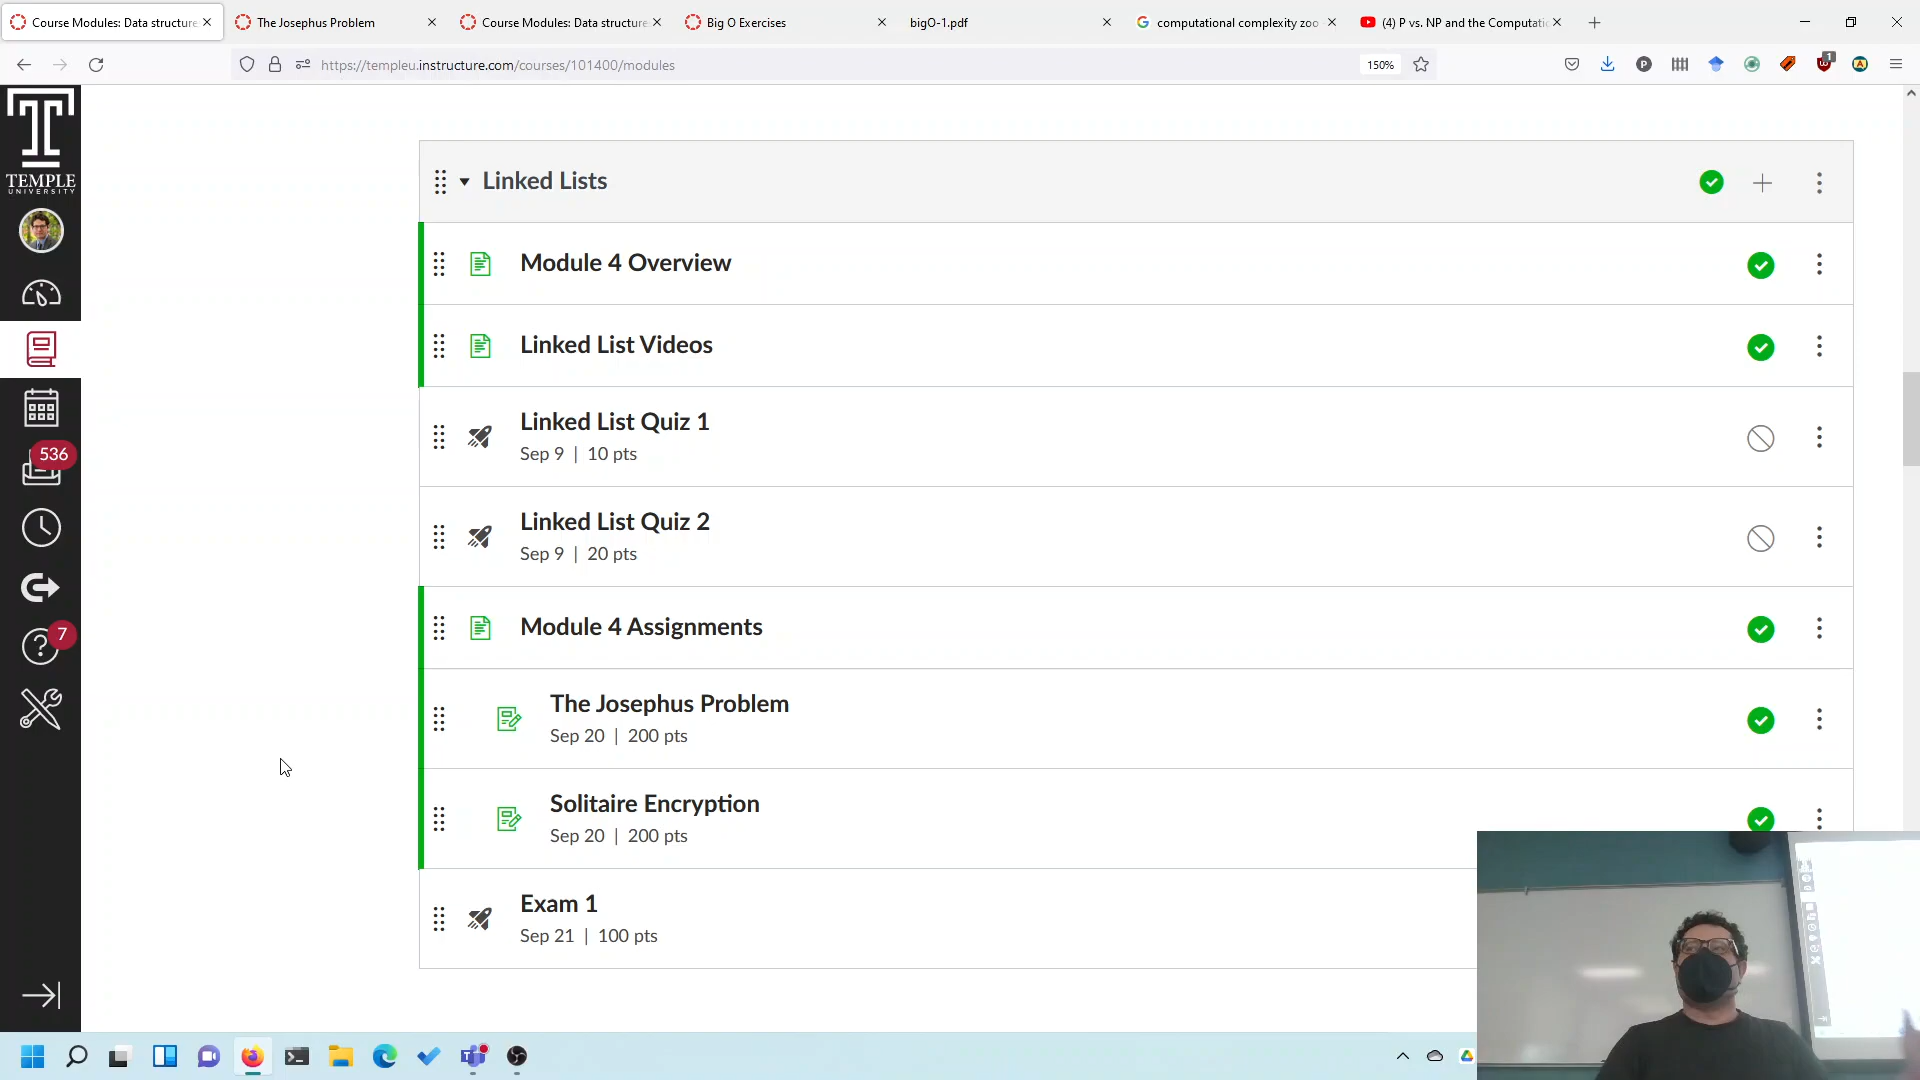 Course Modules: Data structure
The Josephus Problem
Course Modules: Data structure
Big O Exercises
bigO-1.pdf
computational complexity zoo
(4) P vs. NP and the Computati
https://templeu.instructure.com/courses/101400/modules
150%
1
TEMPLE
UNIVERSITY
536
7
Linked Lists
Module 4 Overview
Linked List Videos
Linked List Quiz 1
Sep 9 | 10 pts
Linked List Quiz 2
Sep 9 | 20 pts
Module 4 Assignments
The Josephus Problem
Sep 20 | 200 pts
Solitaire Encryption
Sep 20 | 200 pts
Exam 1
Sep 21 | 100 pts